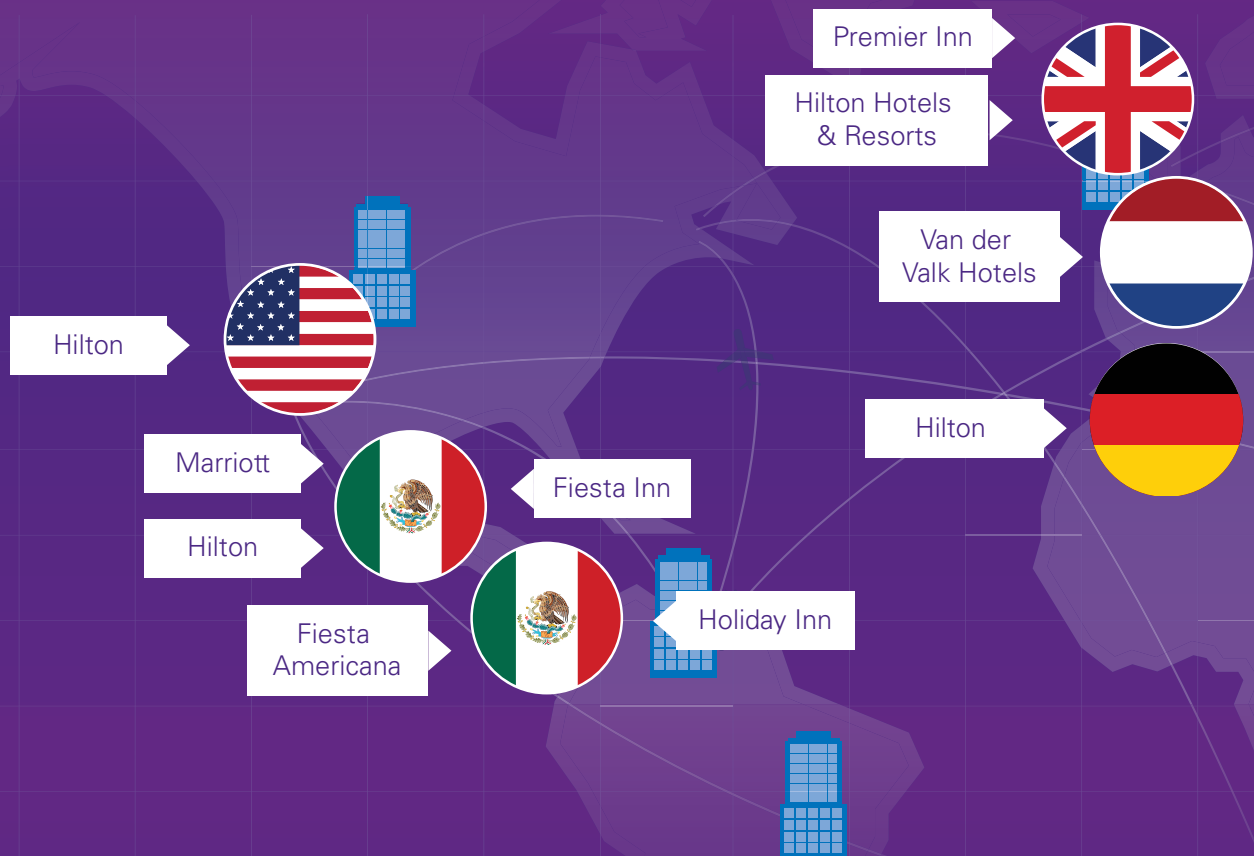 Premier Inn
Hilton Hotels
& Resorts
Van der
Valk Hotels
Hilton
Hilton
Marriott
Fiesta Inn
Hilton
Fiesta
Americana
Holiday Inn